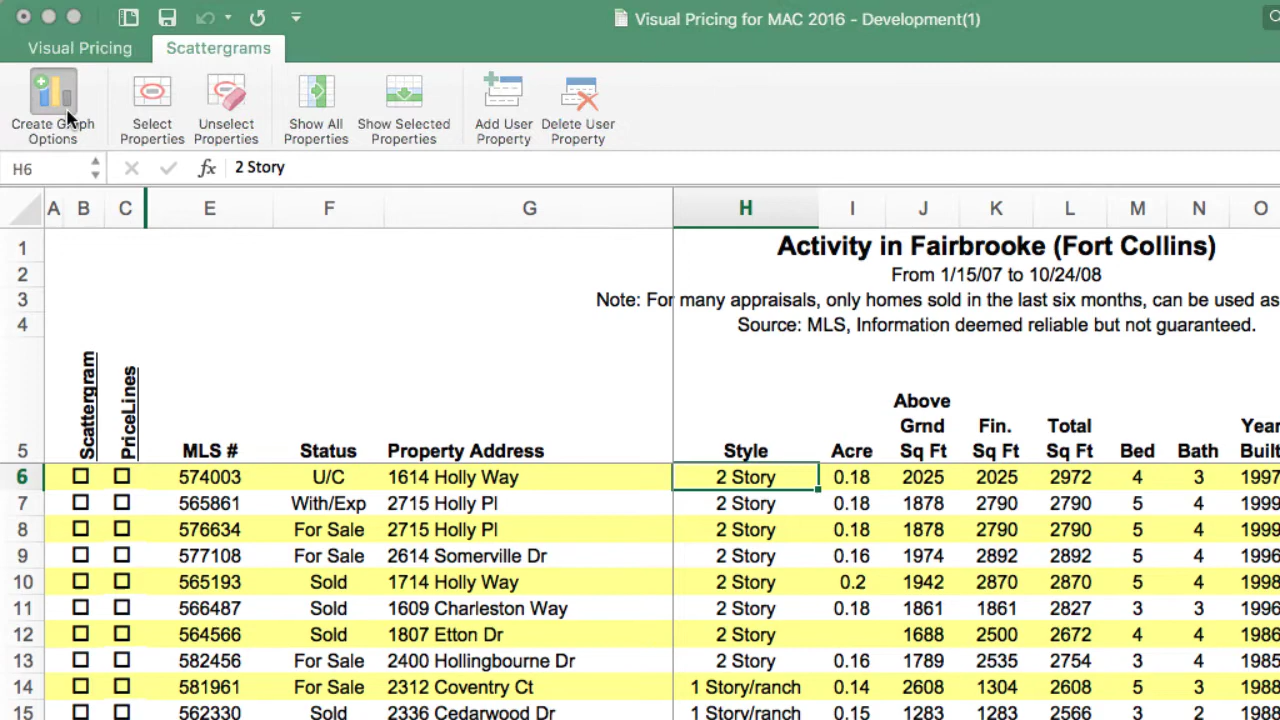 Visual Pricing for MAC 2016 - Development(1)
Visual Pricing Scattergrams
Create Graph Options
Select Properties
Unselect Properties
Show All Properties
Show Selected Properties
Add User Property
Delete User Property
H6 fx 2 Story
A B C E F G H I J K L M N O
1 Activity in Fairbrooke (Fort Collins)
2 From 1/15/07 to 10/24/08
3 Note: For many appraisals, only homes sold in the last six months, can be used as
4 Source: MLS, Information deemed reliable but not guaranteed.
5 Scattergram PriceLines MLS # Status Property Address Style Acre Above Grnd Sq Ft Fin. Sq Ft Total Sq Ft Bed Bath Year Built
6 574003 U/C 1614 Holly Way 2 Story 0.18 2025 2025 2972 4 3 1997
7 565861 With/Exp 2715 Holly Pl 2 Story 0.18 1878 2790 2790 5 4 1999
8 576634 For Sale 2715 Holly Pl 2 Story 0.18 1878 2790 2790 5 4 1999
9 577108 For Sale 2614 Somerville Dr 2 Story 0.16 1974 2892 2892 5 4 1996
10 565193 Sold 1714 Holly Way 2 Story 0.2 1942 2870 2870 5 4 1998
11 566487 Sold 1609 Charleston Way 2 Story 0.18 1861 1861 2827 3 3 1996
12 564566 Sold 1807 Etton Dr 2 Story 1688 2500 2672 4 4 1986
13 582456 For Sale 2400 Hollingbourne Dr 2 Story 0.16 1789 2535 2754 3 4 1985
14 581961 For Sale 2312 Coventry Ct 1 Story/ranch 0.14 2608 1304 2608 5 3 1988
15 562330 Sold 2336 Cedarwood Dr 1 Story/ranch 0.15 1283 1283 2566 3 2 1988